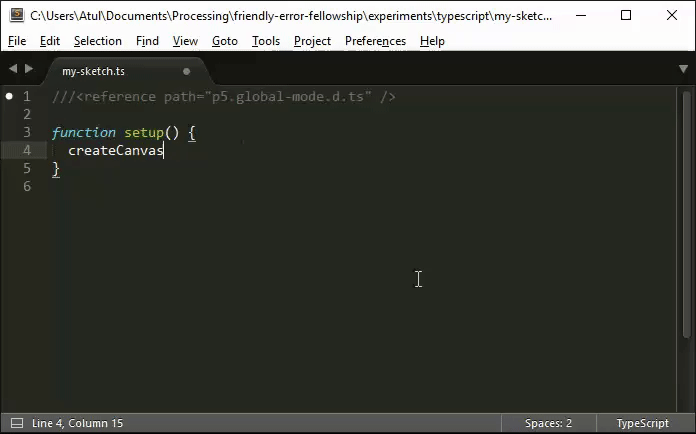 C:\Users\Atul\Documents\Processing\friendly-error-fellowship\experiments\typescript\my-sketc...
File Edit Selection Find View Goto Tools Project Preferences Help
my-sketch.ts
1 ///<reference path="p5.global-mode.d.ts" />
2
3 function setup() {
4 createCanvas
5 }
6
Line 4, Column 15 Spaces: 2 TypeScript